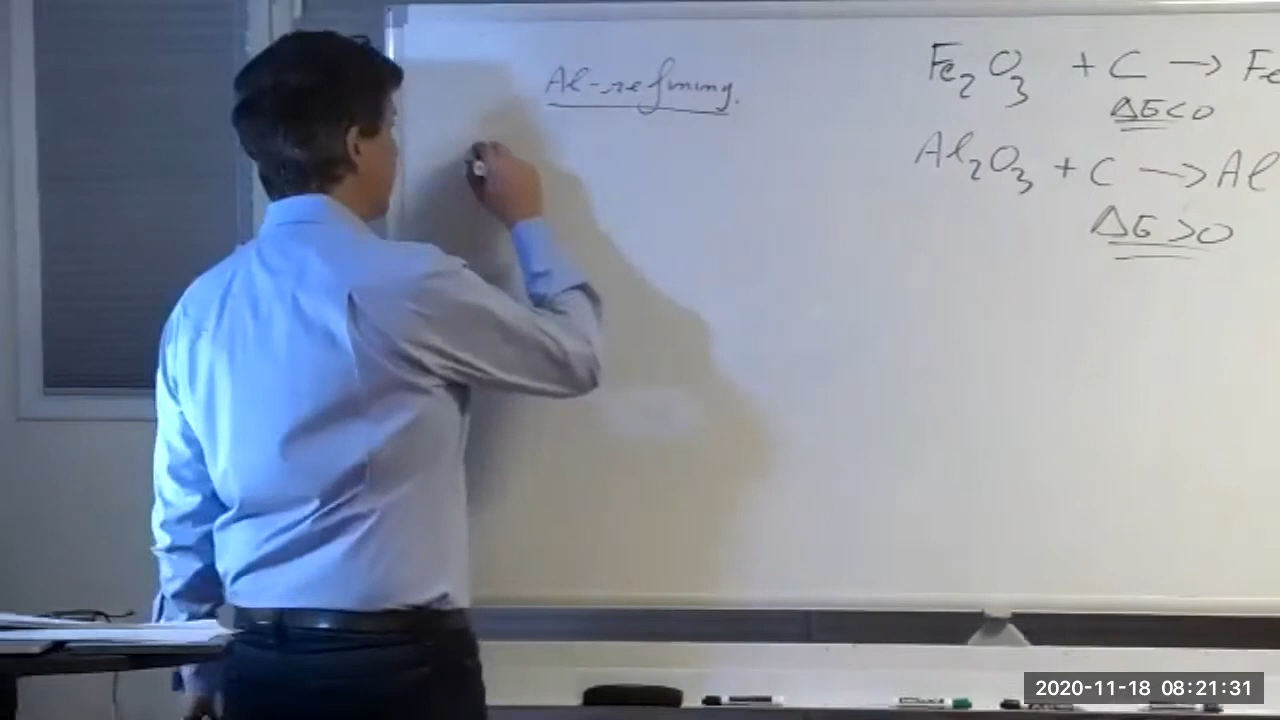 Al-refining.
Fe₂O₃ + C → Fe
ΔG<0
Al₂O₃ + C → Al
ΔG >0
2020-11-18 08:21:31